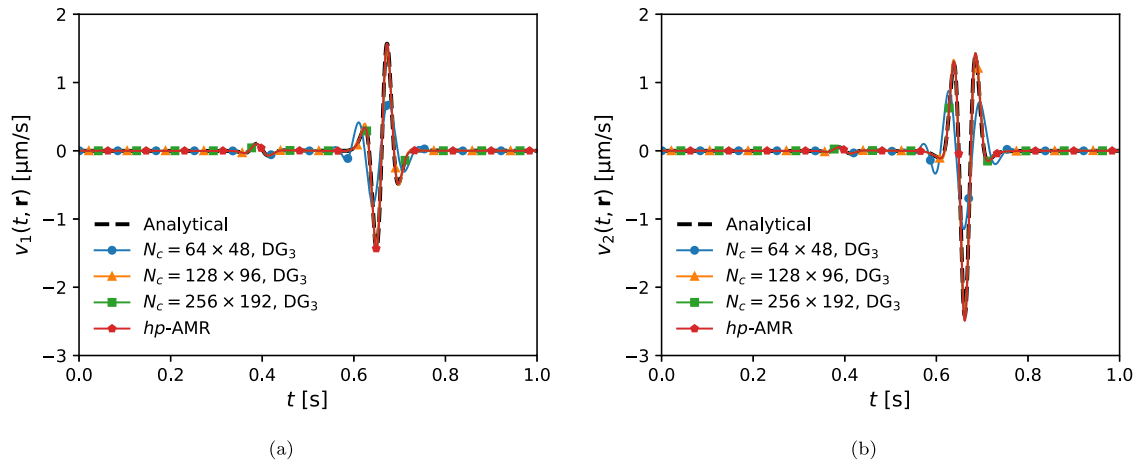 2
1
0
−1
−2
−3
v₁(t, r) [μm/s]
Analytical
N_c = 64 × 48, DG₃
N_c = 128 × 96, DG₃
N_c = 256 × 192, DG₃
hp-AMR
0.0 0.2 0.4 0.6 0.8 1.0
t [s]
(a)
2
1
0
−1
−2
−3
v₂(t, r) [μm/s]
Analytical
N_c = 64 × 48, DG₃
N_c = 128 × 96, DG₃
N_c = 256 × 192, DG₃
hp-AMR
0.0 0.2 0.4 0.6 0.8 1.0
t [s]
(b)